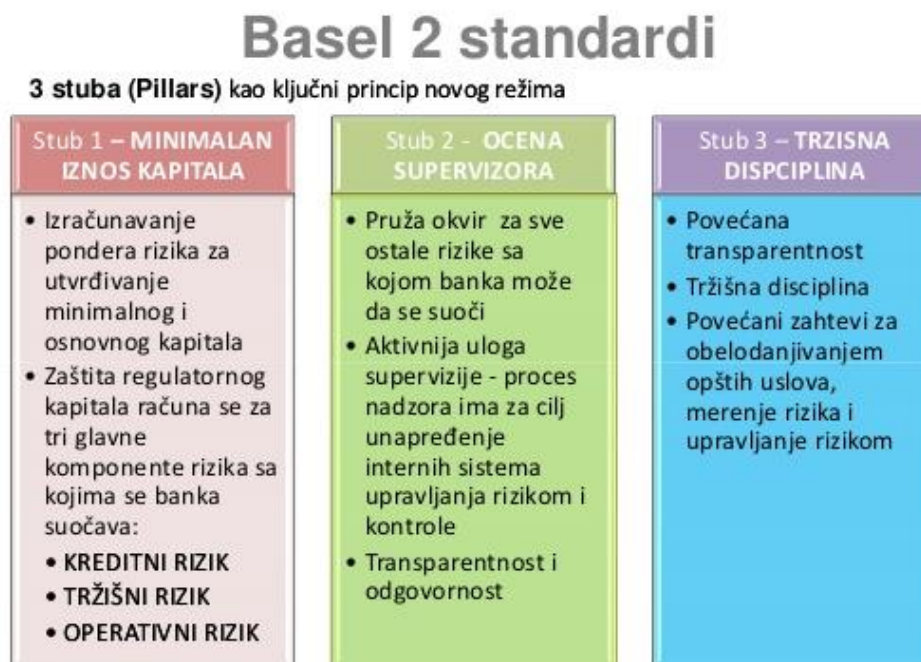 Basel 2 standardi
3 stuba (Pillars) kao ključni princip novog režima
Stub 1 – MINIMALAN
IZNOS KAPITALA
• Izračunavanje
pondera rizika za
utvrđivanje
minimalnog i
osnovnog kapitala
• Zaštita regulatornog
kapitala računa se za
tri glavne
komponente rizika sa
kojima se banka
suočava:
• KREDITNI RIZIK
• TRŽIŠNI RIZIK
• OPERATIVNI RIZIK
Stub 2 - OCENA
SUPERVIZORA
• Pruža okvir za sve
ostale rizike sa
kojom banka može
da se suoči
• Aktivnija uloga
supervizije - proces
nadzora ima za cilj
unapređenje
internih sistema
upravljanja rizikom i
kontrole
• Transparentnost i
odgovornost
Stub 3 – TRZISNA
DISPCIPLINA
• Povećana
transparentnost
• Tržišna disciplina
• Povećani zahtevi za
obelodanjivanjem
opštih uslova,
merenje rizika i
upravljanje rizikom